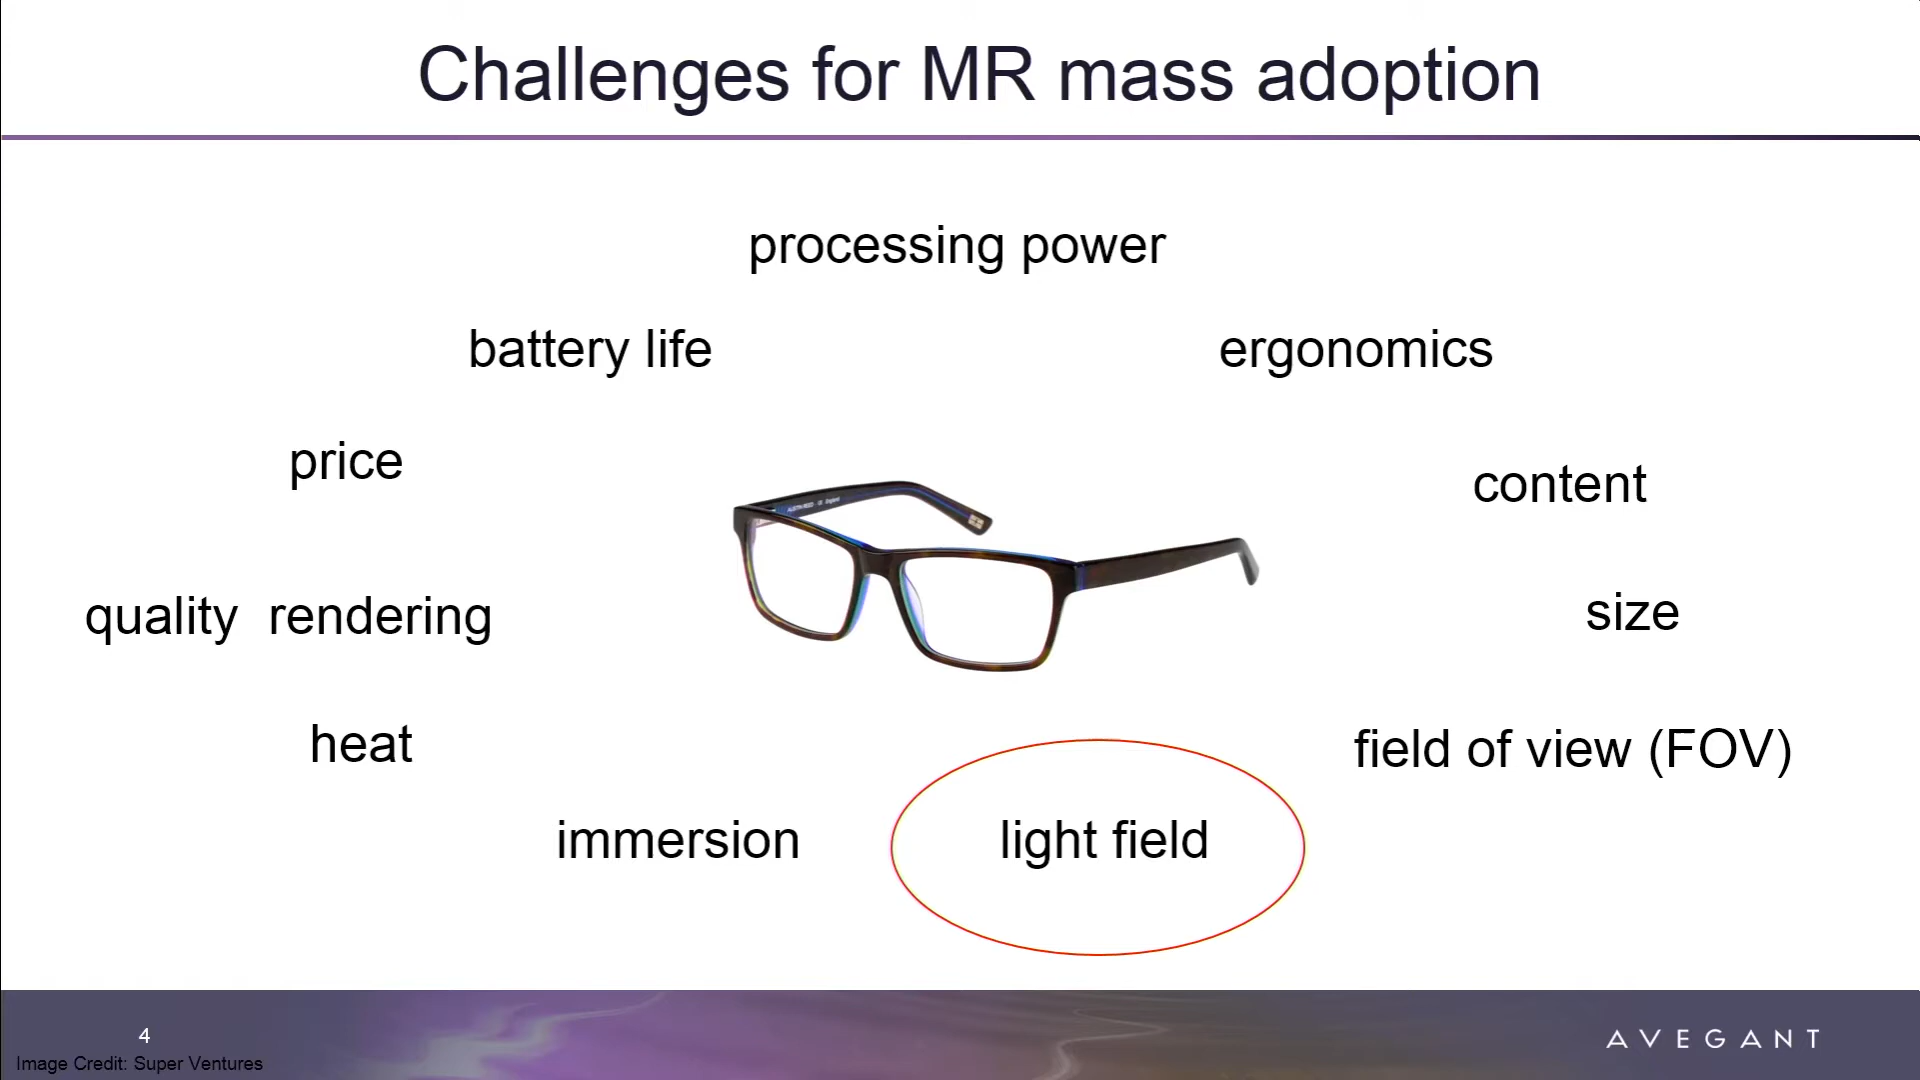 Challenges for MR mass adoption
processing power
battery life
ergonomics
price
content
quality rendering
size
heat
field of view (FOV)
immersion
light field
4
AVEGANT
Image Credit: Super Ventures